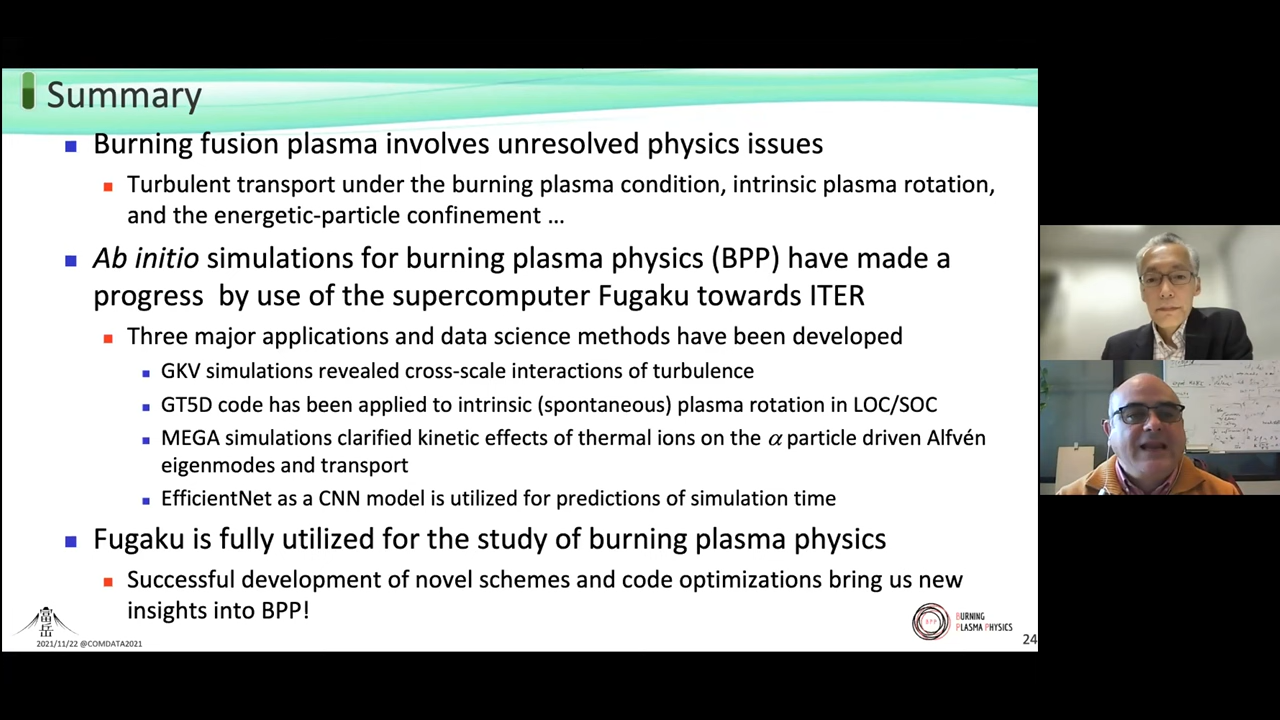 Summary
Burning fusion plasma involves unresolved physics issues
Turbulent transport under the burning plasma condition, intrinsic plasma rotation,
and the energetic-particle confinement …
Ab initio simulations for burning plasma physics (BPP) have made a
progress by use of the supercomputer Fugaku towards ITER
Three major applications and data science methods have been developed
GKV simulations revealed cross-scale interactions of turbulence
GT5D code has been applied to intrinsic (spontaneous) plasma rotation in LOC/SOC
MEGA simulations clarified kinetic effects of thermal ions on the α particle driven Alfvén
eigenmodes and transport
EfficientNet as a CNN model is utilized for predictions of simulation time
Fugaku is fully utilized for the study of burning plasma physics
Successful development of novel schemes and code optimizations bring us new
insights into BPP!
富岳
2021/11/22 @COMDATA2021
BPP
BURNING
PLASMA PHYSICS
24